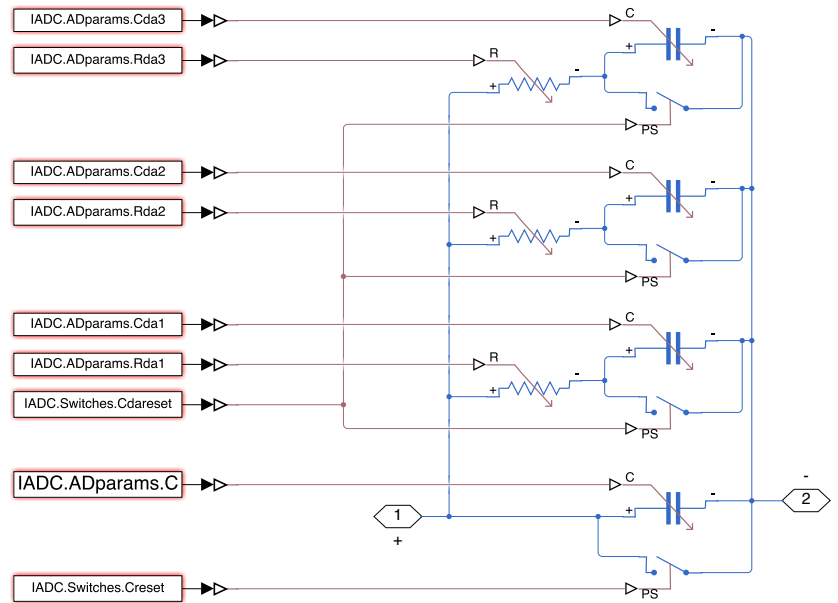 IADC.ADparams.Cda3
C
-
+
IADC.ADparams.Rda3
R
-
+
PS
IADC.ADparams.Cda2
C
-
+
IADC.ADparams.Rda2
R
-
+
PS
IADC.ADparams.Cda1
C
-
+
IADC.ADparams.Rda1
R
-
+
IADC.Switches.Cdareset
PS
IADC.ADparams.C
C
-
+
1
+
-
2
IADC.Switches.Creset
PS